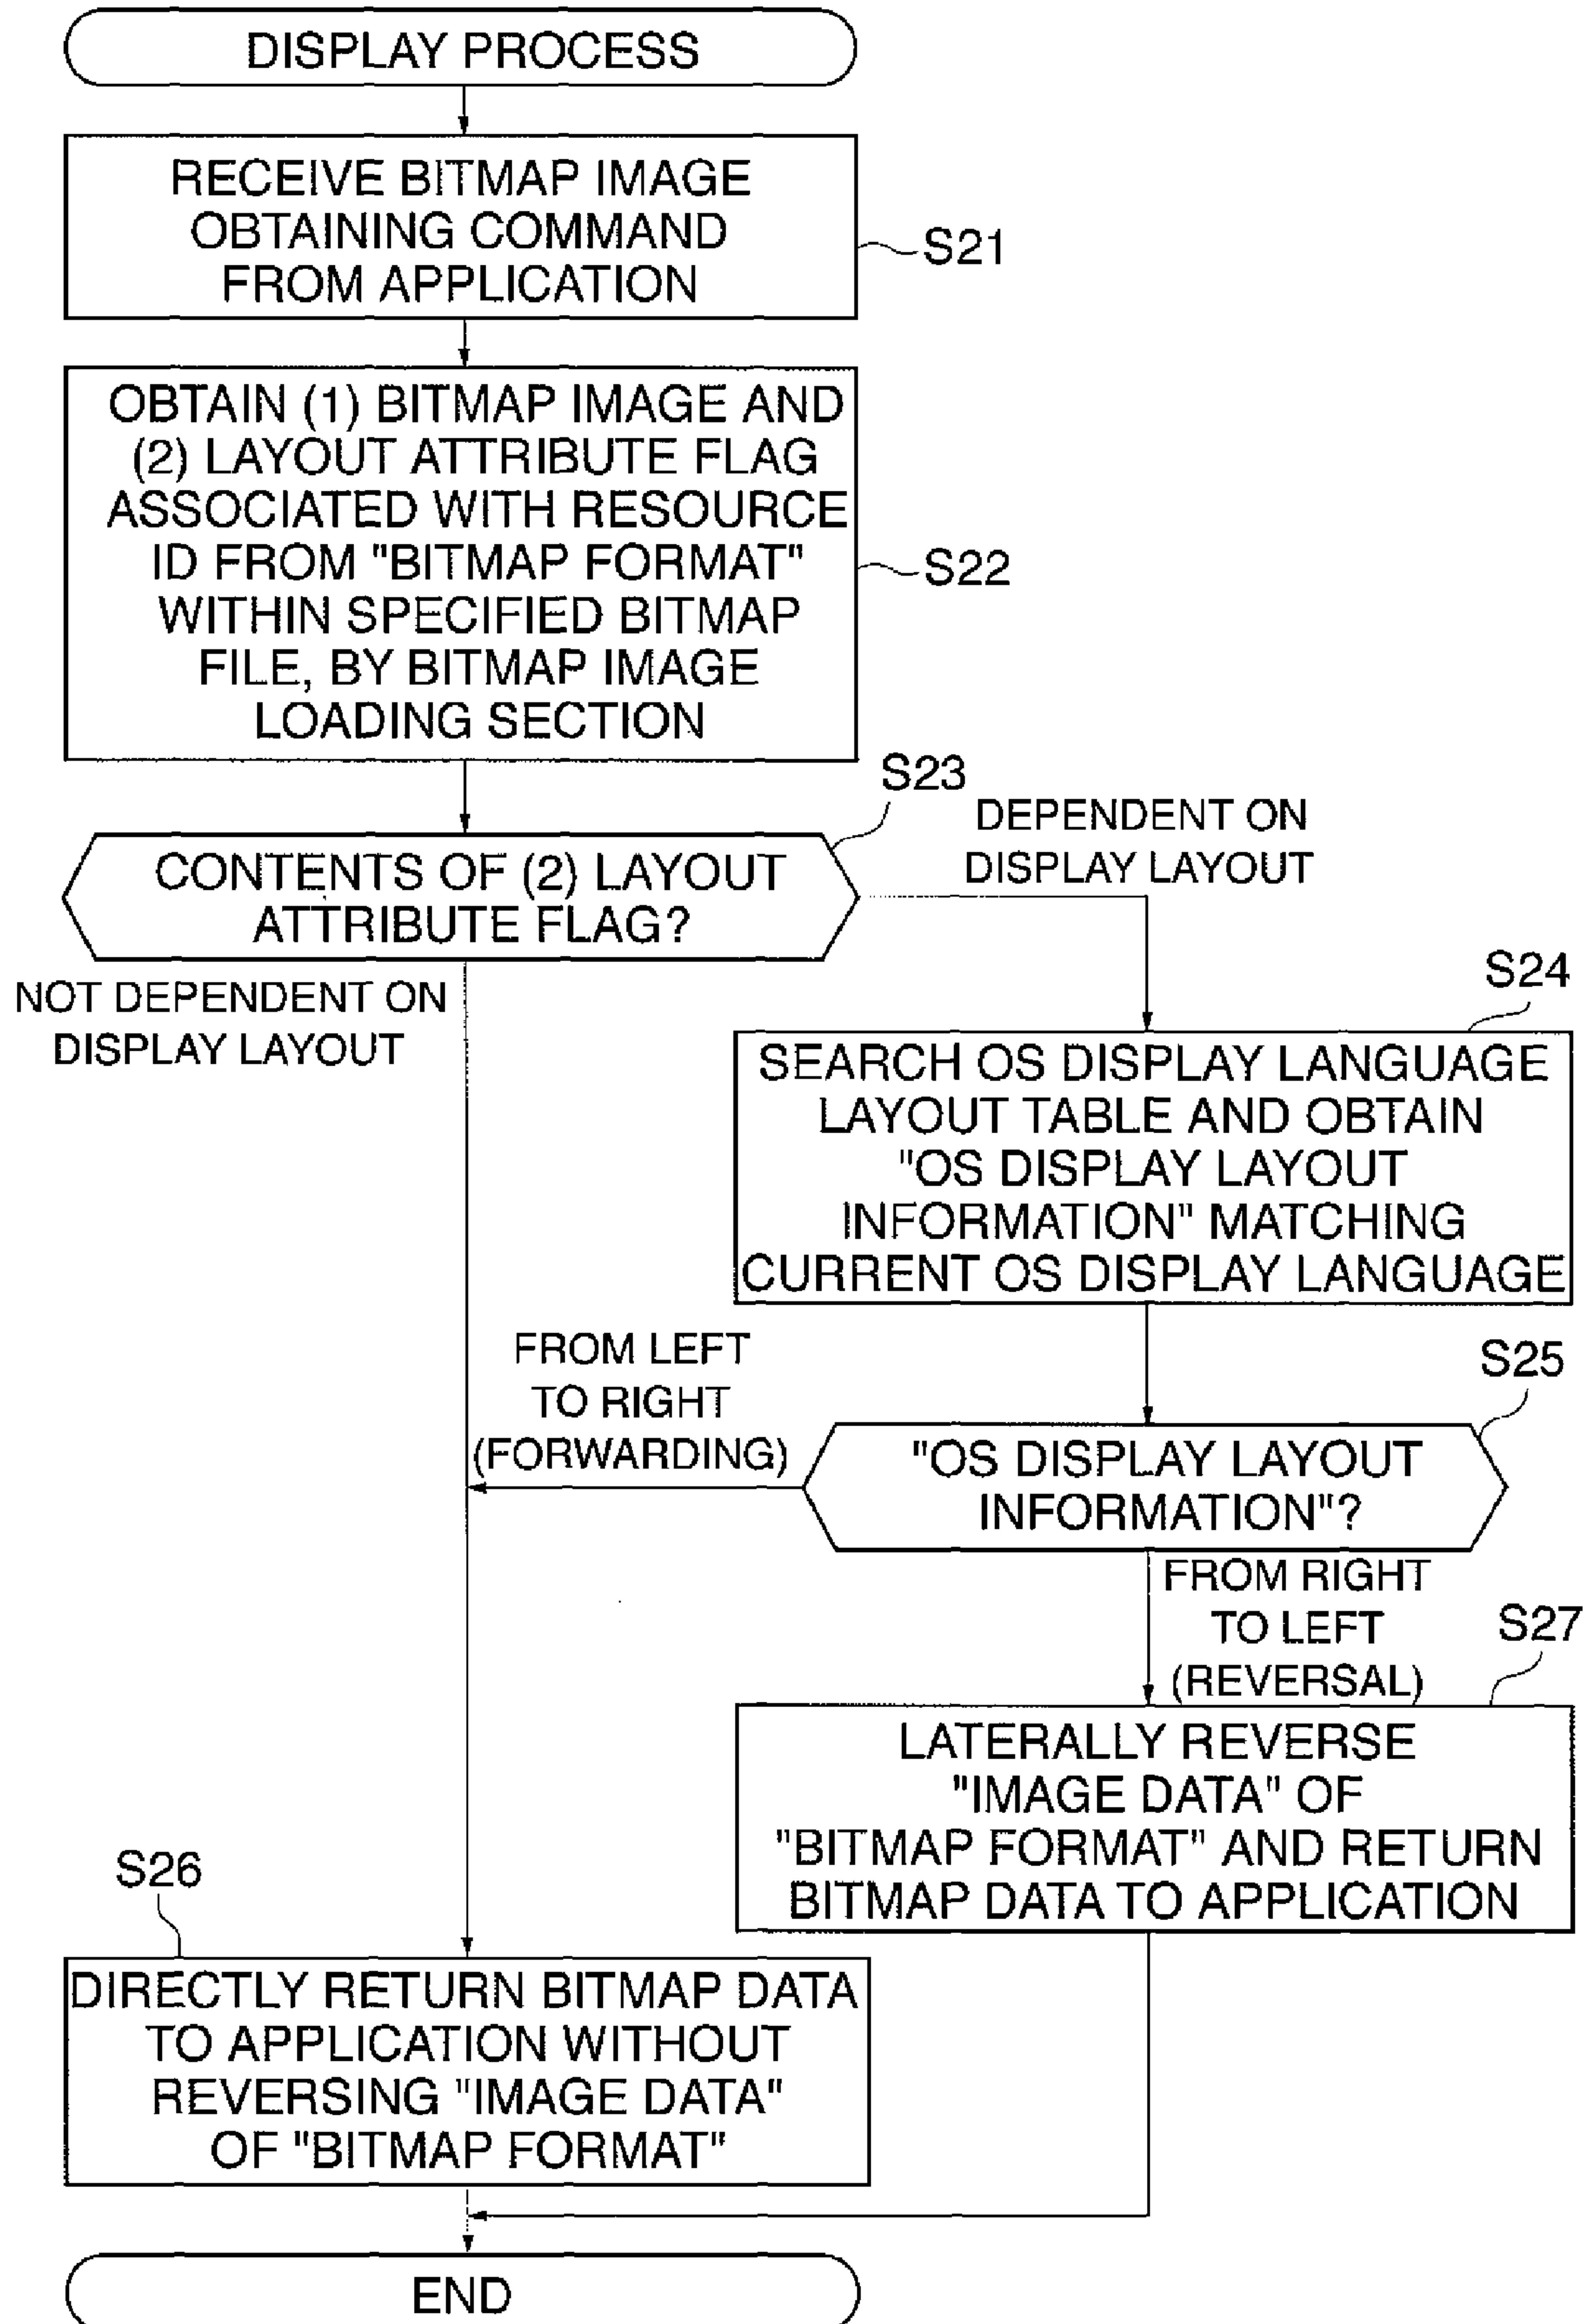 DISPLAY PROCESS
RECEIVE BITMAP IMAGE
OBTAINING COMMAND
FROM APPLICATION
S21
OBTAIN (1) BITMAP IMAGE AND
(2) LAYOUT ATTRIBUTE FLAG
ASSOCIATED WITH RESOURCE
ID FROM "BITMAP FORMAT"
WITHIN SPECIFIED BITMAP
FILE, BY BITMAP IMAGE
LOADING SECTION
S22
S23
CONTENTS OF (2) LAYOUT
ATTRIBUTE FLAG?
DEPENDENT ON
DISPLAY LAYOUT
NOT DEPENDENT ON
DISPLAY LAYOUT
S24
SEARCH OS DISPLAY LANGUAGE
LAYOUT TABLE AND OBTAIN
"OS DISPLAY LAYOUT
INFORMATION" MATCHING
CURRENT OS DISPLAY LANGUAGE
FROM LEFT
TO RIGHT
(FORWARDING)
S25
"OS DISPLAY LAYOUT
INFORMATION"?
FROM RIGHT
TO LEFT
(REVERSAL)
S27
LATERALLY REVERSE
"IMAGE DATA" OF
"BITMAP FORMAT" AND RETURN
BITMAP DATA TO APPLICATION
S26
DIRECTLY RETURN BITMAP DATA
TO APPLICATION WITHOUT
REVERSING "IMAGE DATA"
OF "BITMAP FORMAT"
END